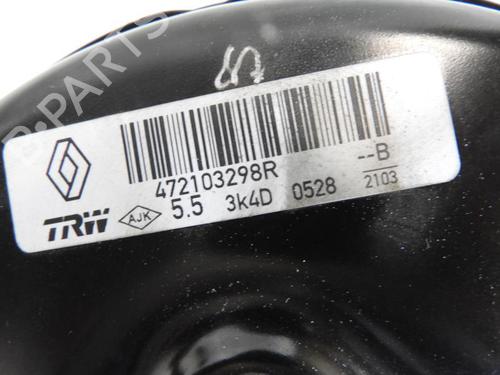 B-PARTS
472103298R
--B
TRW AJK 5.5 3k4D 0528 2103